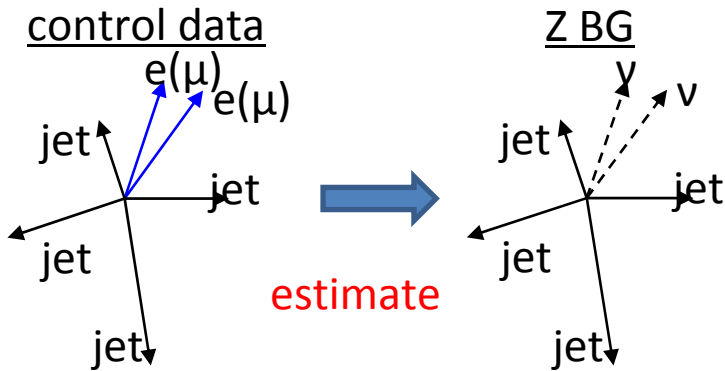 control data
e(μ)
e(μ)
jet
jet
jet
jet
estimate
Z BG
ν
ν
jet
jet
jet
jet